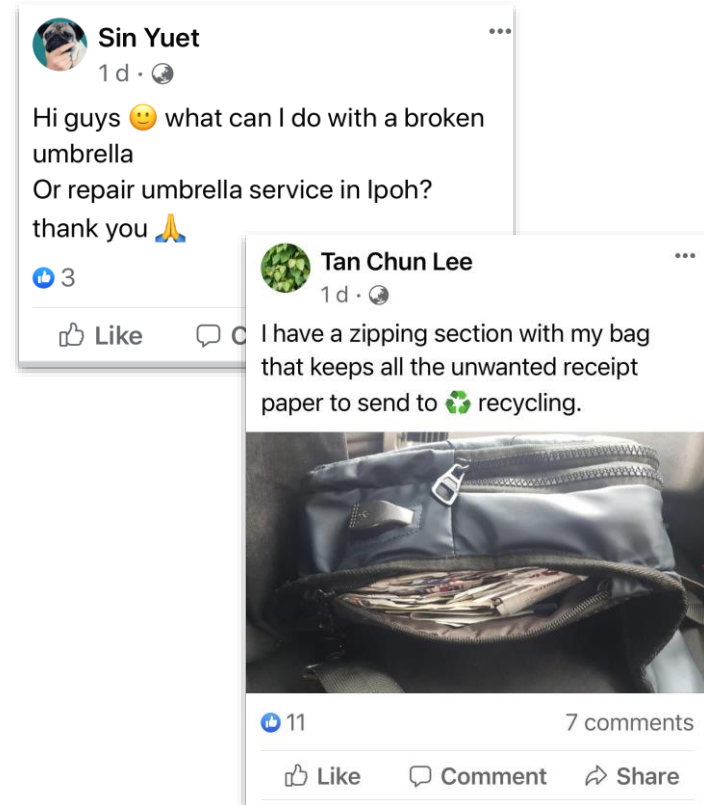 Sin Yuet
1 d ·
Hi guys 🙂 what can I do with a broken
umbrella
Or repair umbrella service in Ipoh?
thank you 🙏
3
Like
C
Tan Chun Lee
1 d ·
I have a zipping section with my bag
that keeps all the unwanted receipt
paper to send to ♻️ recycling.
11 7 comments
Like Comment Share